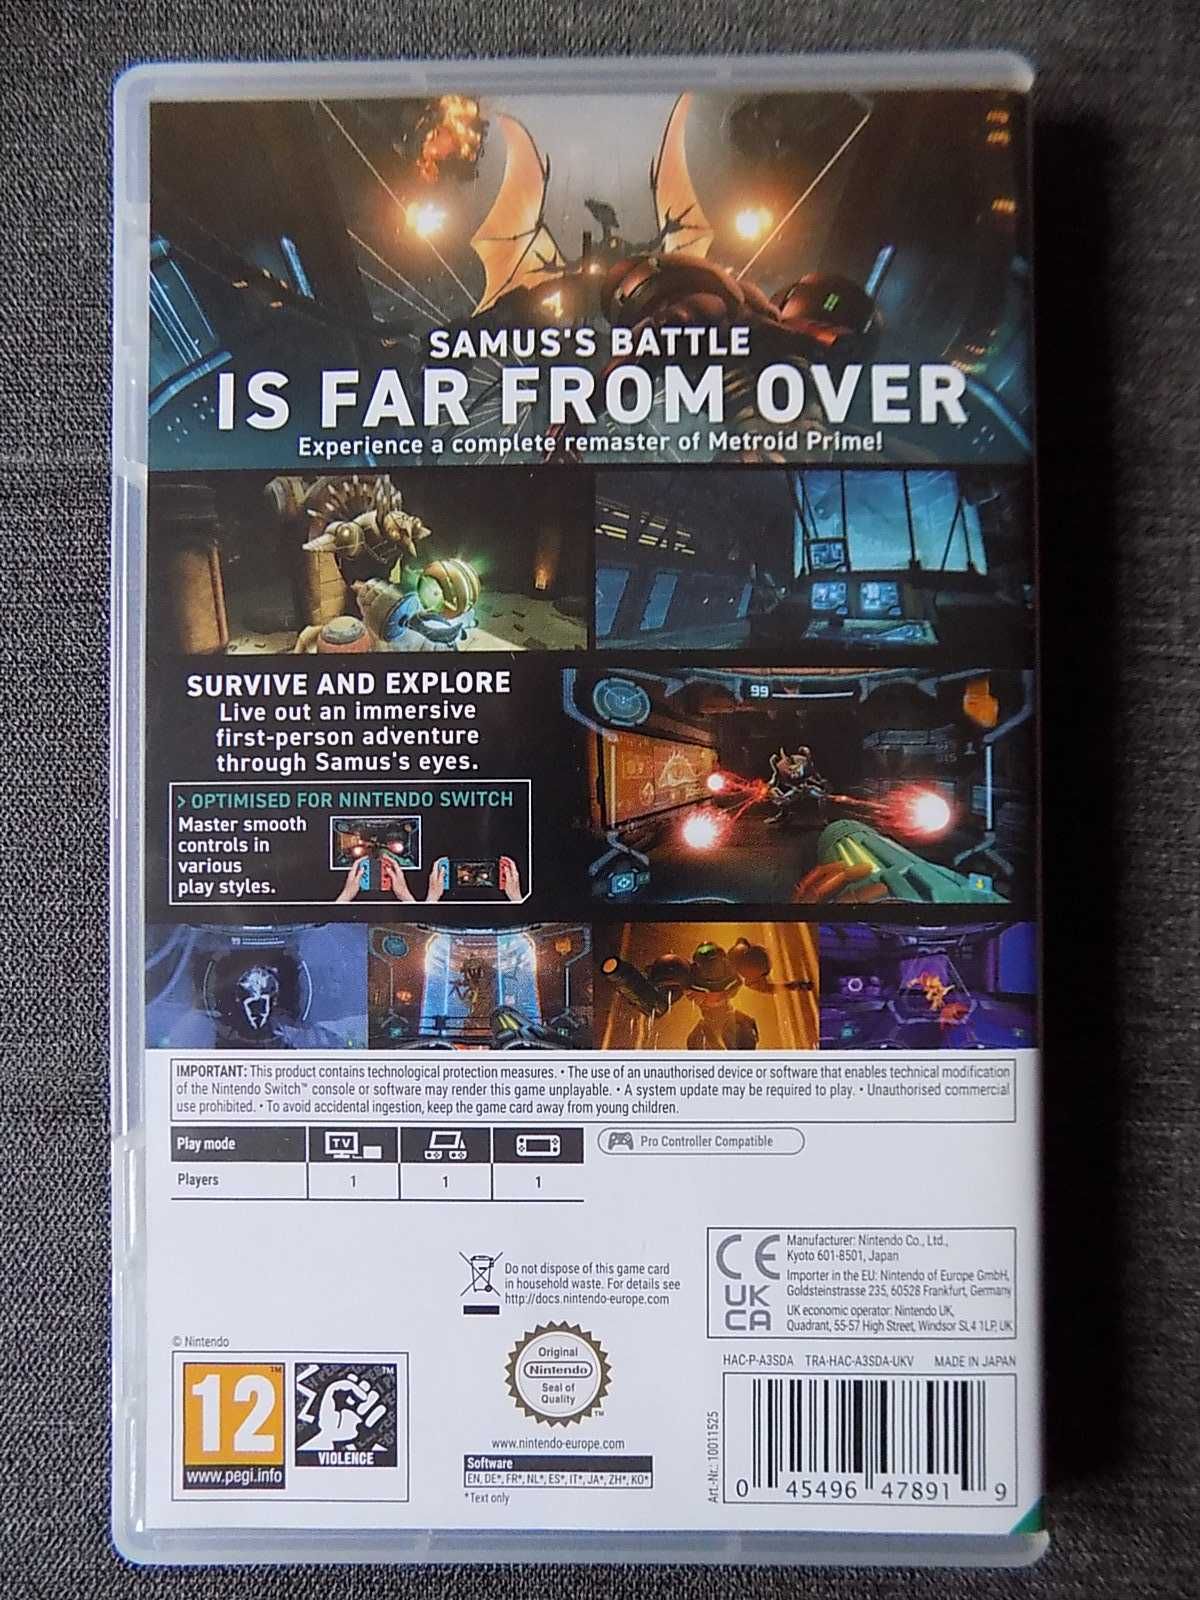 SAMUS'S BATTLE
IS FAR FROM OVER
Experience a complete remaster of Metroid Prime!
SURVIVE AND EXPLORE
Live out an immersive
first-person adventure
through Samus's eyes.
99
> OPTIMISED FOR NINTENDO SWITCH
Master smooth
controls in
various
play styles.
IMPORTANT: This product contains technological protection measures. • The use of an unauthorised device or software that enables technical modification
of the Nintendo Switch™ console or software may render this game unplayable. • A system update may be required to play. • Unauthorised commercial
use prohibited. • To avoid accidental ingestion, keep the game card away from young children.
Play mode TV
Pro Controller Compatible
Players 1 1 1
Do not dispose of this game card
in household waste. For details see
http://docs.nintendo-europe.com
CE
UK
CA
Manufacturer: Nintendo Co., Ltd.,
Kyoto 601-8501, Japan
Importer in the EU: Nintendo of Europe GmbH,
Goldsteinstrasse 235, 60528 Frankfurt, Germany
UK economic operator: Nintendo UK,
Quadrant, 55-57 High Street, Windsor SL4 1LP, UK
© Nintendo
12
www.pegi.info
VIOLENCE
™
Original
Nintendo
Seal of
Quality
™
www.nintendo-europe.com
Software
EN, DE*, FR*, NL*, ES*, IT*, JA*, ZH*, KO*
*Text only
HAC-P-A3SDA TRA-HAC-A3SDA-UKV MADE IN JAPAN
Art.-Nr.: 10011525
0 45496 47891 9